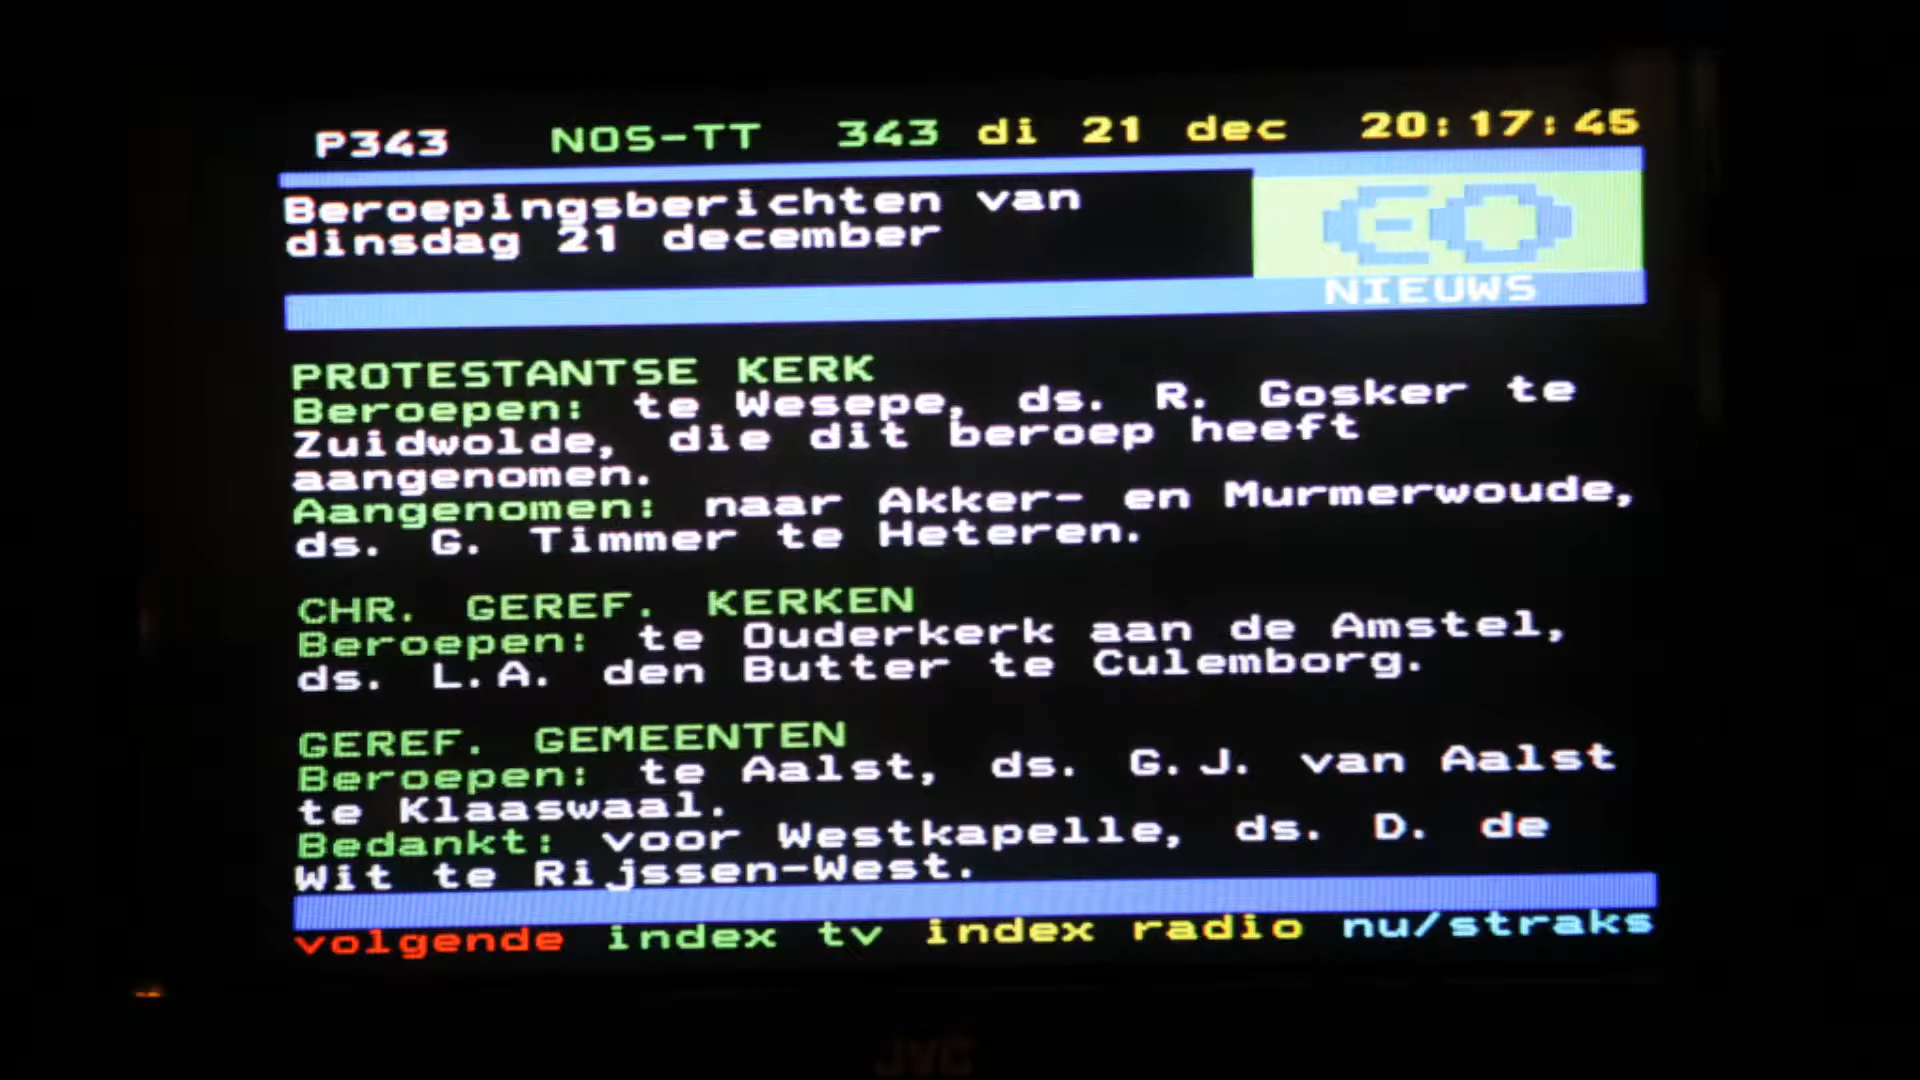 P343 NOS-TT 343 di 21 dec 20:17:45
Beroepingsberichten van
dinsdag 21 december
EO
NIEUWS
PROTESTANTSE KERK
Beroepen: te Wesepe, ds. R. Gosker te
Zuidwolde, die dit beroep heeft
aangenomen.
Aangenomen: naar Akker- en Murmerwoude,
ds. G. Timmer te Heteren.
CHR. GEREF. KERKEN
Beroepen: te Ouderkerk aan de Amstel,
ds. L.A. den Butter te Culemborg.
GEREF. GEMEENTEN
Beroepen: te Aalst, ds. G.J. van Aalst
te Klaaswaal.
Bedankt: voor Westkapelle, ds. D. de
Wit te Rijssen-West.
volgende index tv index radio nu/straks
JVC